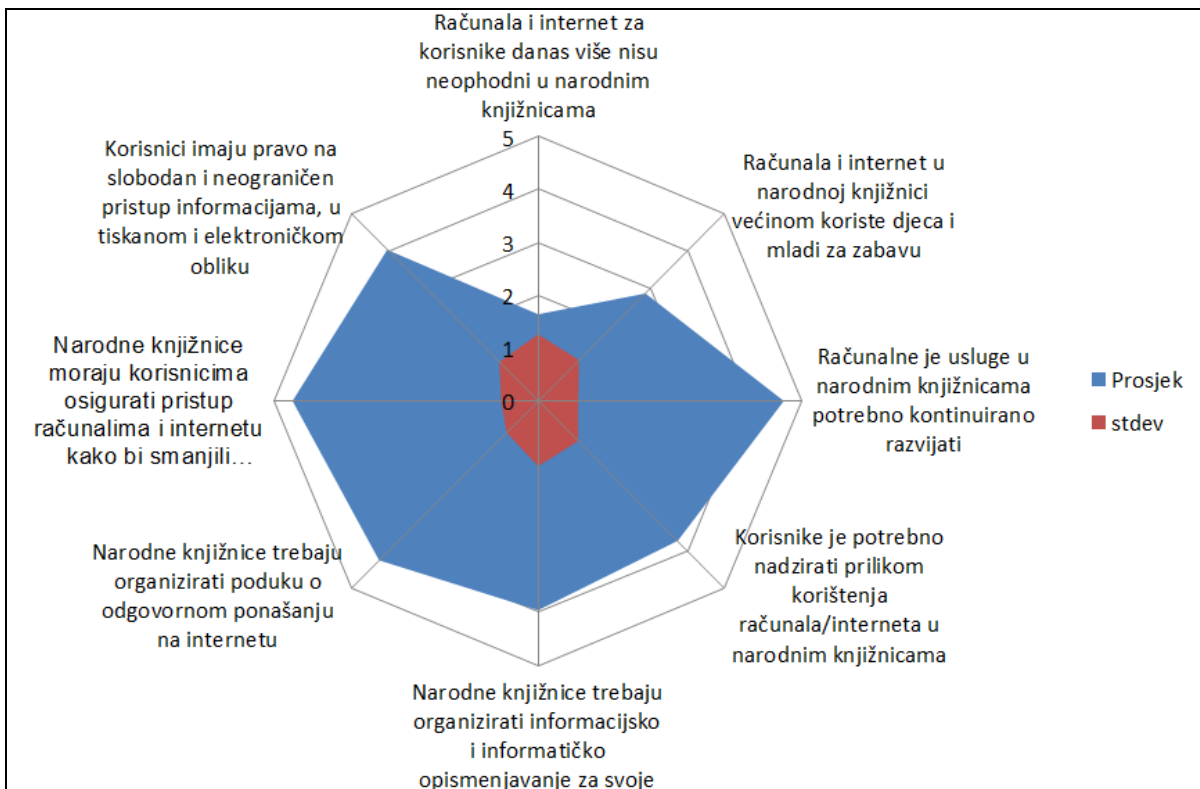 Računala i internet za
korisnike danas više nisu
neophodni u narodnim
knjižnicama
Računala i internet u
narodnoj knjižnici
većinom koriste djeca i
mladi za zabavu
Računalne je usluge u
narodnim knjižnicama
potrebno kontinuirano
razvijati
Korisnike je potrebno
nadzirati prilikom
korištenja
računala/interneta u
narodnim knjižnicama
Narodne knjižnice trebaju
organizirati informacijsko
i informatičko
opismenjavanje za svoje
Narodne knjižnice trebaju
organizirati poduku o
odgovornom ponašanju
na internetu
Narodne knjižnice
moraju korisnicima
osigurati pristup
računalima i internetu
kako bi smanjili...
Korisnici imaju pravo na
slobodan i neograničen
pristup informacijama, u
tiskanom i elektroničkom
obliku
5
4
3
2
1
0
Prosjek
stdev